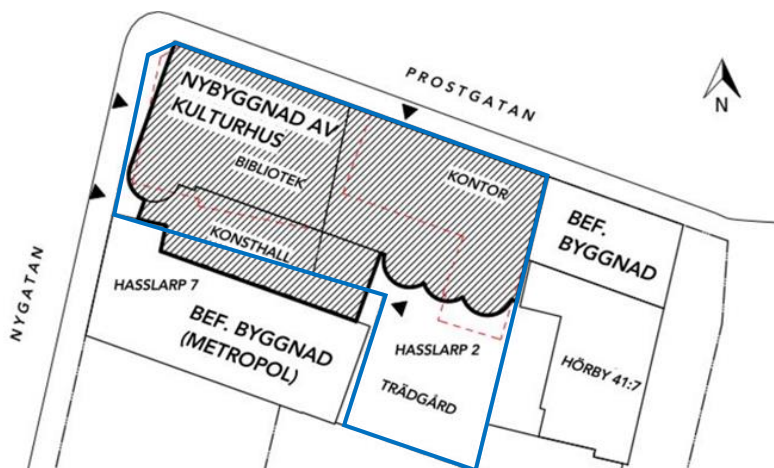 PROSTGATAN
N
NYBYGGNAD AV
KULTURHUS
BIBLIOTEK
KONTOR
BEF.
BYGGNAD
KONSTHALL
HASSLARP 7
NYGATAN
BEF. BYGGNAD
(METROPOL)
HASSLARP 2
TRÄDGÅRD
HÖRBY 41:7